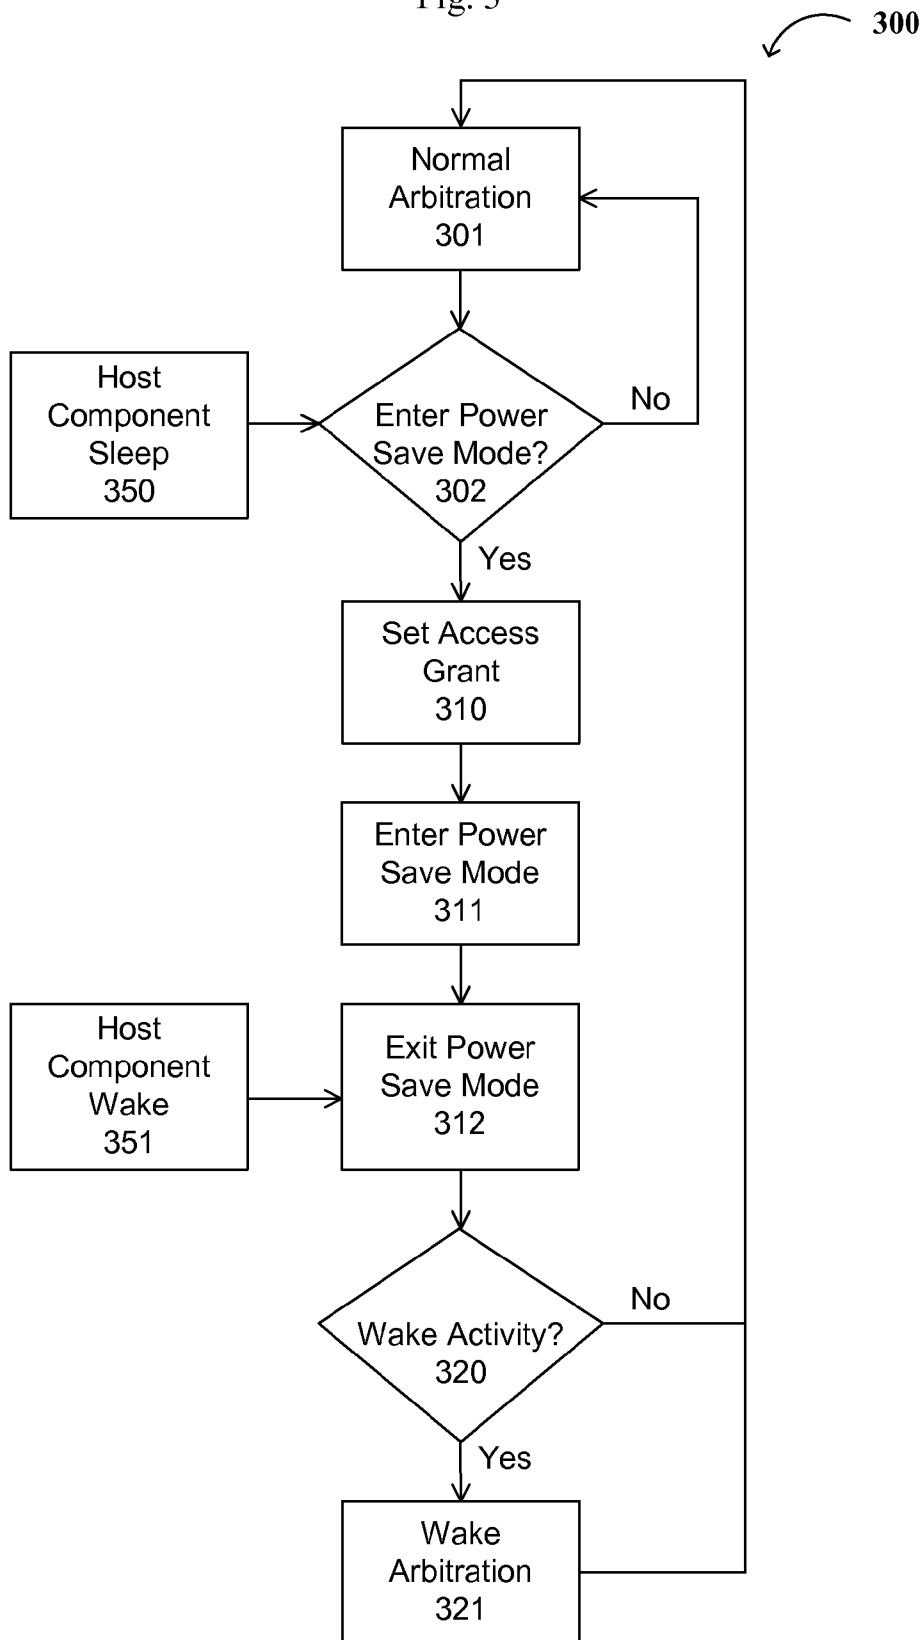 Fig. 3
300
Normal
Arbitration
301
Host
Component
Sleep
350
Enter Power
Save Mode?
302
No
Yes
Set Access
Grant
310
Enter Power
Save Mode
311
Host
Component
Wake
351
Exit Power
Save Mode
312
Wake Activity?
320
No
Yes
Wake
Arbitration
321